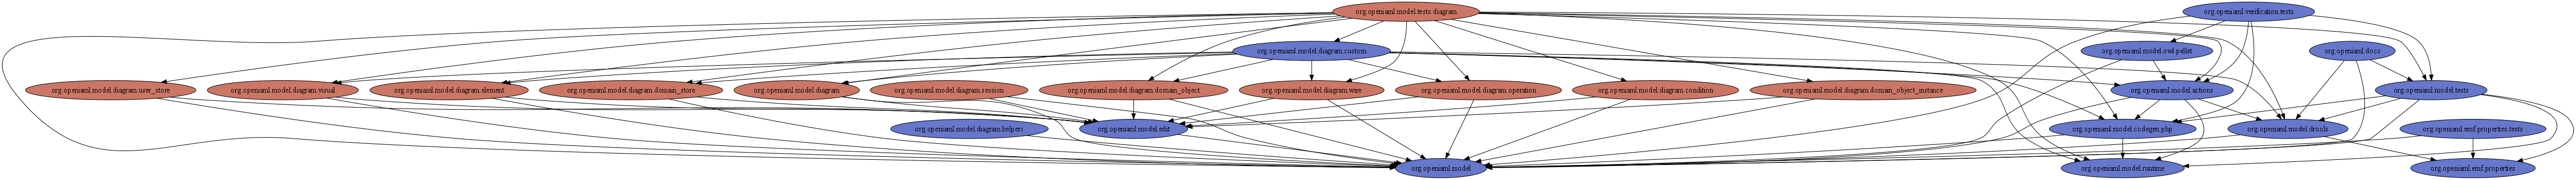 org.openiaml.model.tests.diagram
org.openiaml.verification.tests
org.openiaml.model.diagram.custom
org.openiaml.model.owl.pellet
org.openiaml.docs
org.openiaml.model.diagram.user_store
org.openiaml.model.diagram.visual
org.openiaml.model.diagram.element
org.openiaml.model.diagram.domain_store
org.openiaml.model.diagram
org.openiaml.model.diagram.session
org.openiaml.model.diagram.domain_object
org.openiaml.model.diagram.wire
org.openiaml.model.diagram.operation
org.openiaml.model.diagram.condition
org.openiaml.model.diagram.domain_object_instance
org.openiaml.model.actions
org.openiaml.model.tests
org.openiaml.model.diagram.helpers
org.openiaml.model.edit
org.openiaml.model.codegen.php
org.openiaml.model.drools
org.openiaml.emf.properties.tests
org.openiaml.model
org.openiaml.model.runtime
org.openiaml.emf.properties